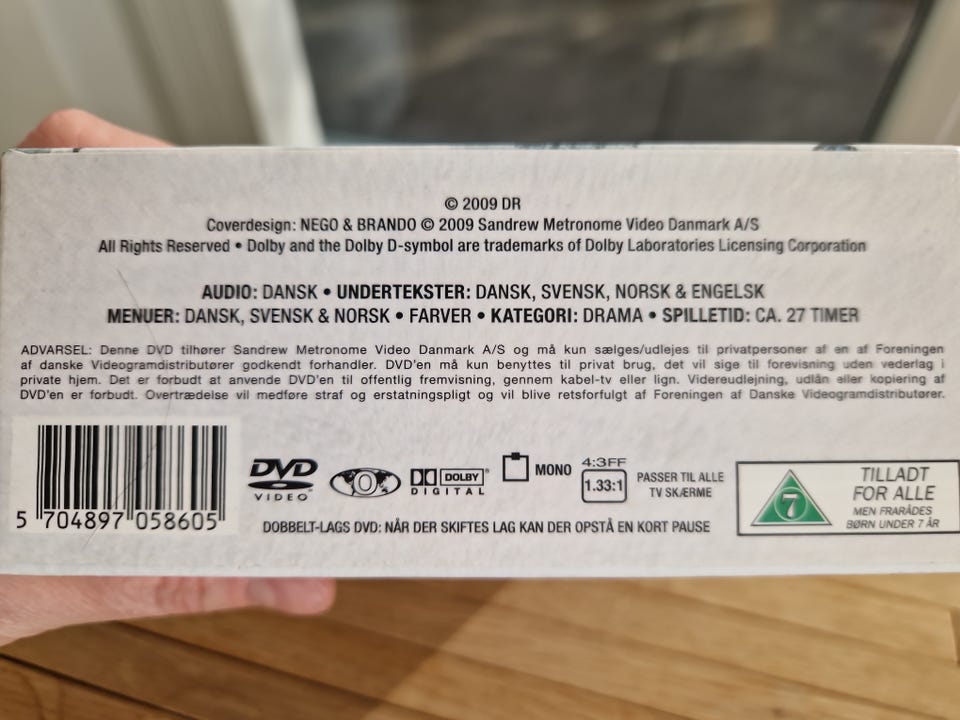 © 2009 DR
Coverdesign: NEGO & BRANDO © 2009 Sandrew Metronome Video Danmark A/S
All Rights Reserved • Dolby and the Dolby D-symbol are trademarks of Dolby Laboratories Licensing Corporation
AUDIO: DANSK • UNDERTEKSTER: DANSK, SVENSK, NORSK & ENGELSK
MENUER: DANSK, SVENSK & NORSK • FARVER • KATEGORI: DRAMA • SPILLETID: CA. 27 TIMER
ADVARSEL: Denne DVD tilhører Sandrew Metronome Video Danmark A/S og må kun sælges/udlejes til privatpersoner af en af Foreningen
af danske Videogramdistributører godkendt forhandler. DVD'en må kun benyttes til privat brug, det vil sige til forevisning uden vederlag i
private hjem. Det er forbudt at anvende DVD'en til offentlig fremvisning, gennem kabel-tv eller lign. Videreudlejning, udlån eller kopiering af
DVD'en er forbudt. Overtrædelse vil medføre straf og erstatningspligt og vil blive retsforfulgt af Foreningen af Danske Videogramdistributører.
5 704897 058605
DVD
VIDEO
0
DOLBY
DIGITAL
MONO
4:3FF
1.33:1
PASSER TIL ALLE
TV SKÆRME
DOBBELT-LAGS DVD: NÅR DER SKIFTES LAG KAN DER OPSTÅ EN KORT PAUSE
7
TILLADT
FOR ALLE
MEN FRARÅDES
BØRN UNDER 7 ÅR